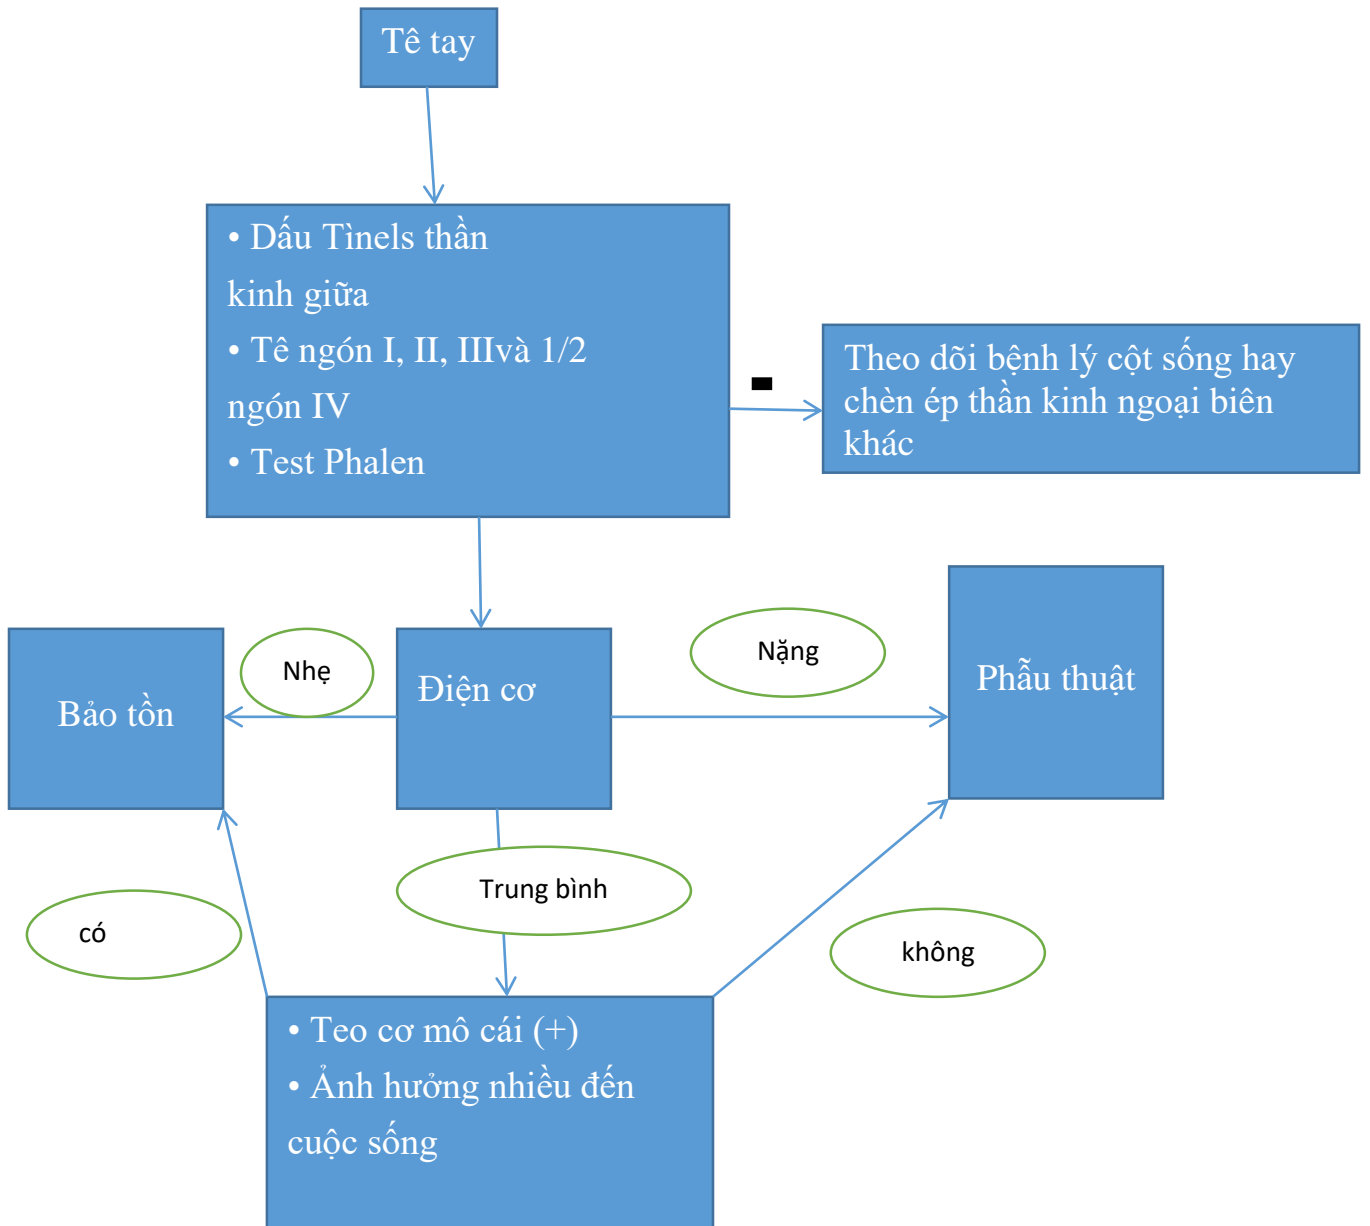 Tê tay
• Dấu Tìnels thần
kinh giữa
• Tê ngón I, II, IIIvà 1/2
ngón IV
• Test Phalen
-
Theo dõi bệnh lý cột sống hay
chèn ép thần kinh ngoại biên
khác
Bảo tồn
Nhẹ
Điện cơ
Nặng
Phẫu thuật
có
Trung bình
không
• Teo cơ mô cái (+)
• Ảnh hưởng nhiều đến
cuộc sống